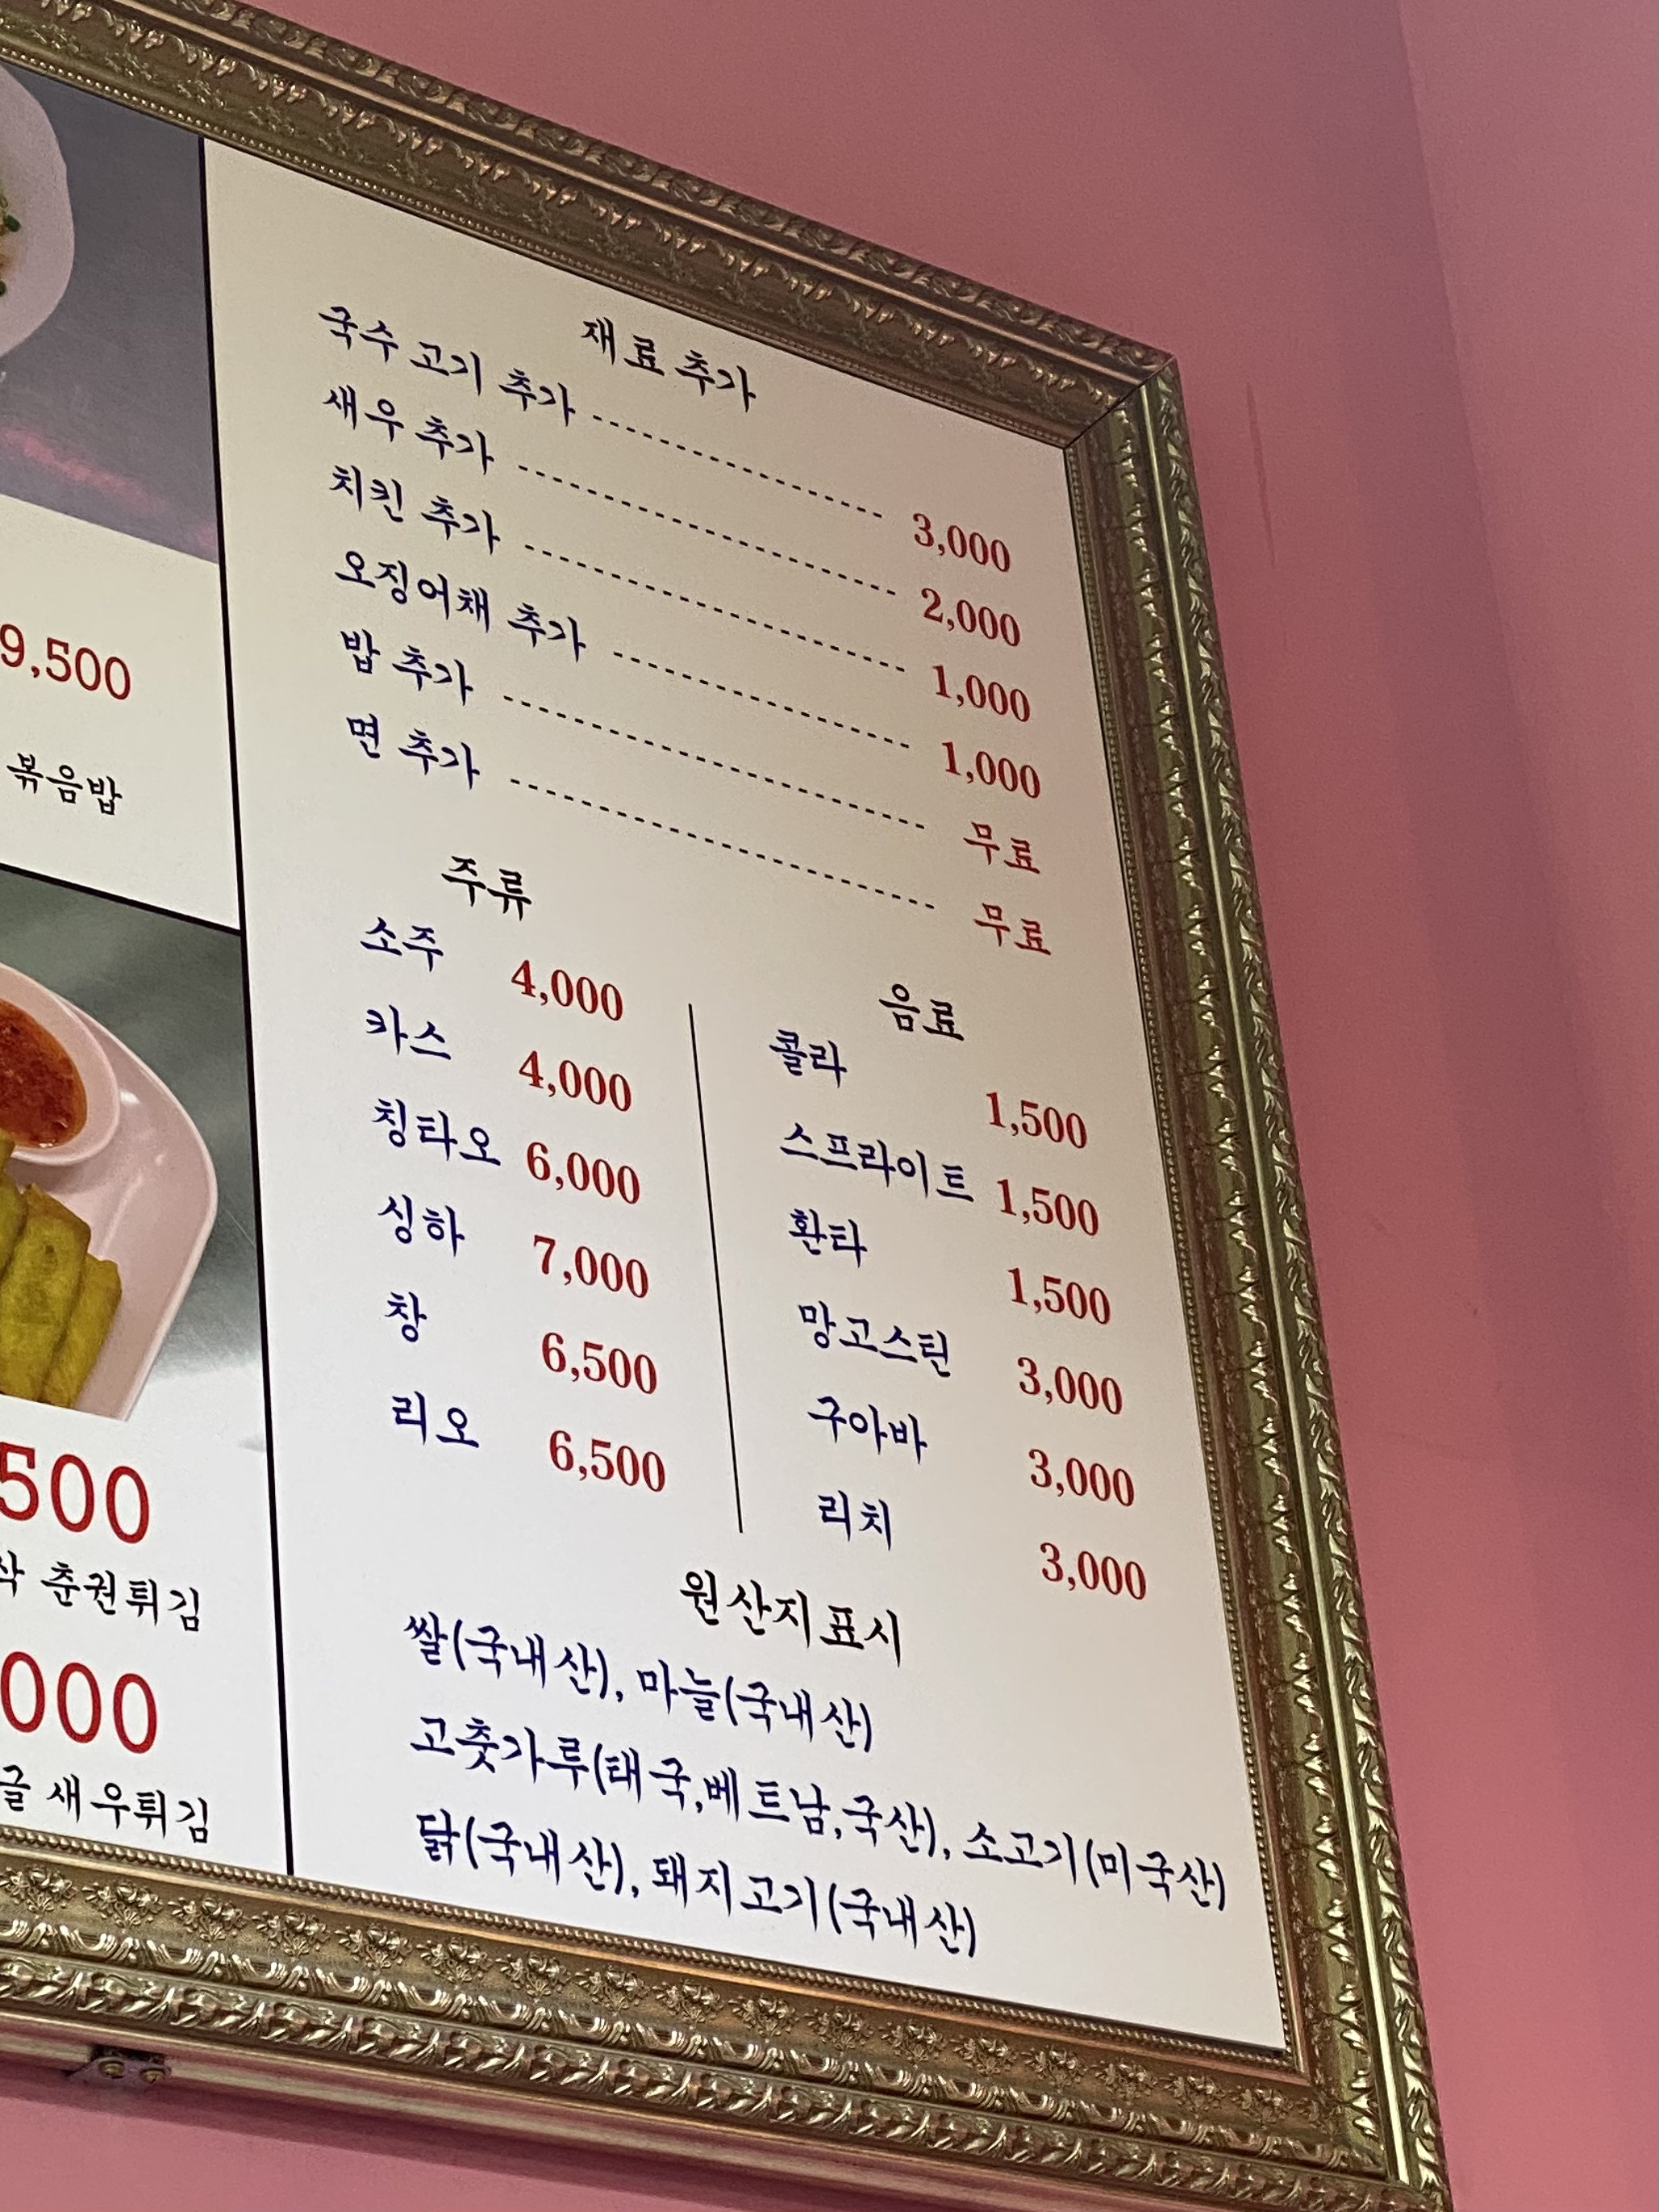 9,500
볶음밥
500
춘권튀김
000
새우튀김
재료 추가
국수 고기 추가 3,000
새우 추가 2,000
치킨 추가 1,000
오징어채 추가 1,000
밥 추가 무료
면 추가 무료
주류
소주 4,000
카스 4,000
칭타오 6,000
싱하 7,000
창 6,500
리오 6,500
음료
콜라 1,500
스프라이트 1,500
환타 1,500
망고스틴 3,000
구아바 3,000
리치 3,000
원산지표시
쌀(국내산), 마늘(국내산)
고춧가루(태국,베트남,국산), 소고기(미국산)
닭(국내산), 돼지고기(국내산)